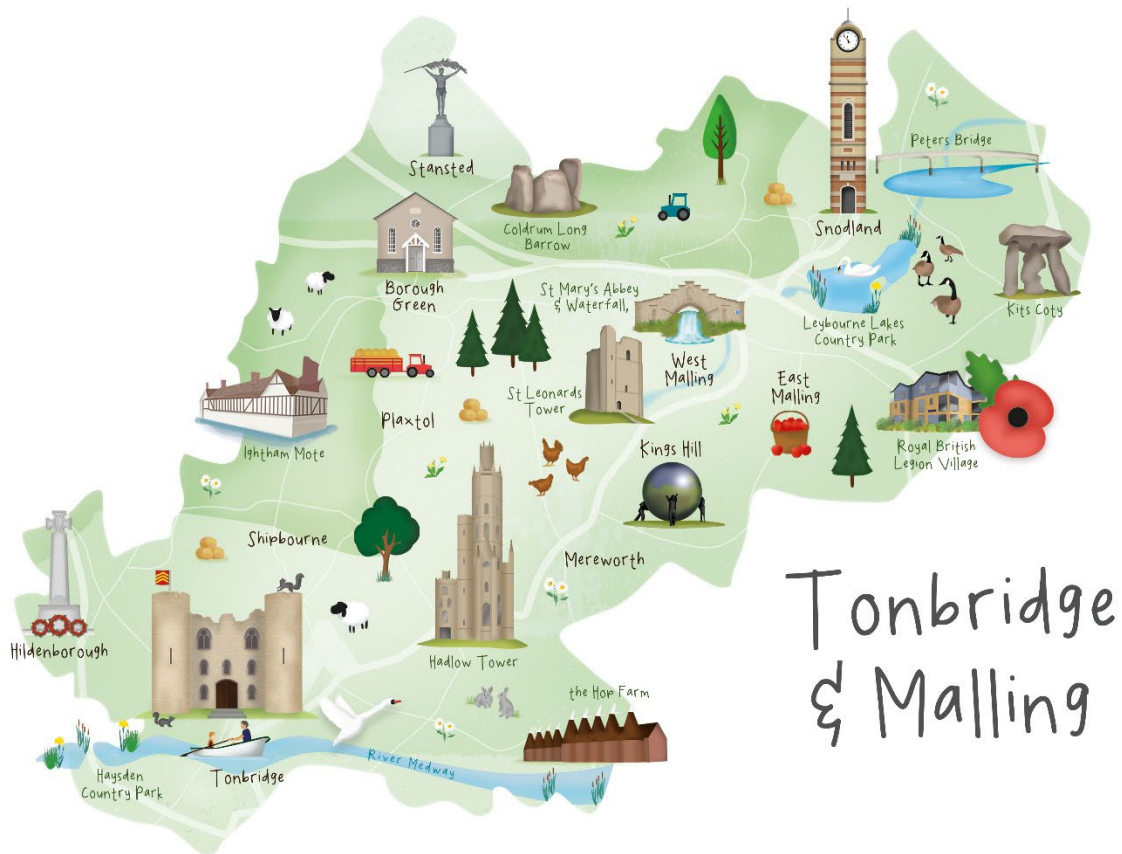 Stansted
Peters Bridge
Coldrum Long
Barrow
Snodland
Borough
Green
St Mary's Abbey
& Waterfall,
Kits Coty
Leybourne Lakes
Country Park
West
Malling
East
Malling
St Leonards
Tower
Plaxtol
Ightham Mote
Kings Hill
Royal British
Legion Village
Shipbourne
Mereworth
Hildenborough
Hadlow Tower
the Hop Farm
River Medway
Haysden
Country Park
Tonbridge
Tonbridge
& Malling